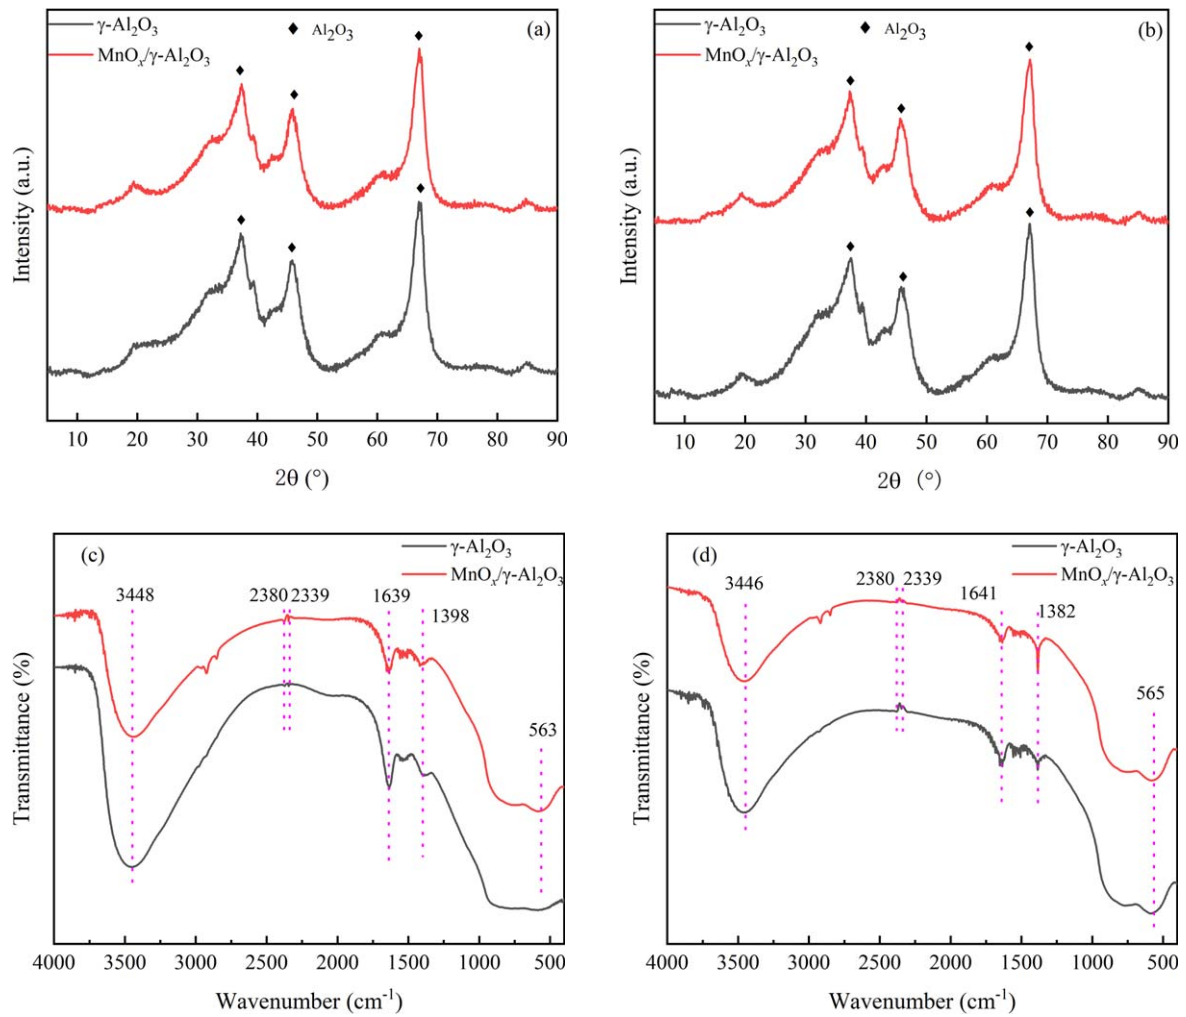 γ-Al₂O₃
MnOₓ/γ-Al₂O₃
Al₂O₃
(a)
Intensity (a.u.)
10 20 30 40 50 60 70 80 90
2θ (°)
γ-Al₂O₃
MnOₓ/γ-Al₂O₃
Al₂O₃
(b)
Intensity (a.u.)
10 20 30 40 50 60 70 80 90
2θ (°)
(c)
γ-Al₂O₃
MnOₓ/γ-Al₂O₃
3448
2380
2339
1639
1398
563
Transmittance (%)
4000 3500 3000 2500 2000 1500 1000 500
Wavenumber (cm⁻¹)
(d)
γ-Al₂O₃
MnOₓ/γ-Al₂O₃
3446
2380
2339
1641
1382
565
Transmittance (%)
4000 3500 3000 2500 2000 1500 1000 500
Wavenumber (cm⁻¹)